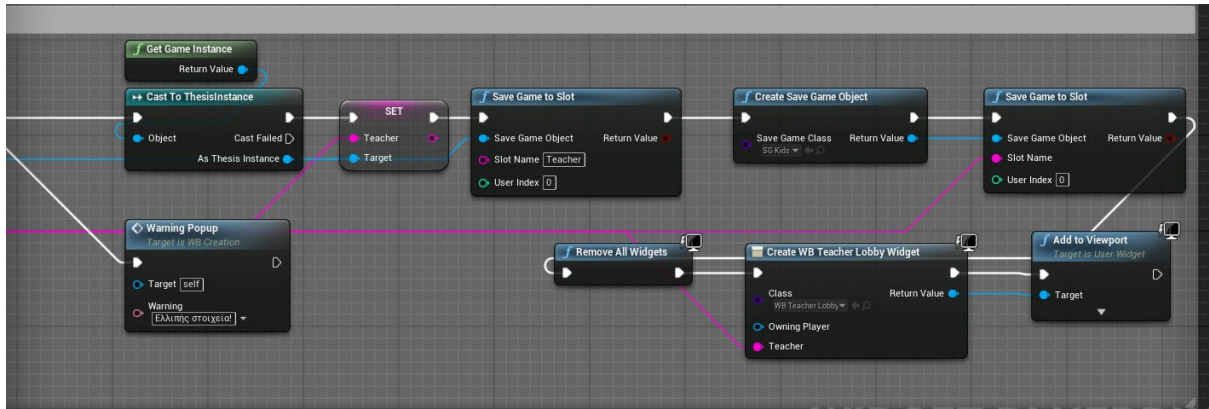 Get Game Instance
Return Value
Cast To ThesisInstance
Object
Cast Failed
As Thesis Instance
SET
Teacher
Target
Save Game to Slot
Save Game Object
Return Value
Slot Name
Teacher
User Index
0
Create Save Game Object
Save Game Class
Return Value
SG Kids
Save Game to Slot
Save Game Object
Return Value
Slot Name
User Index
0
Warning Popup
Target is WB Creation
Target
self
Warning
Ελλιπής στοιχεία!
Remove All Widgets
Create WB Teacher Lobby Widget
Class
Return Value
WB Teacher Lobby
Owning Player
Teacher
Add to Viewport
Target is User Widget
Target